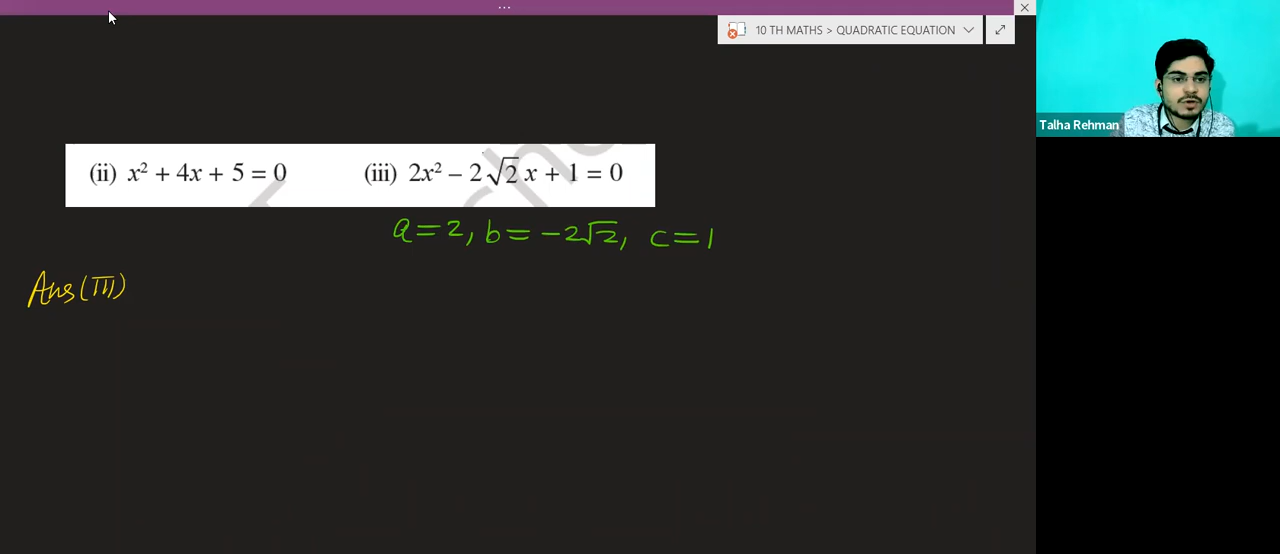 10 TH MATHS > QUADRATIC EQUATION
Talha Rehman
(ii) x² + 4x + 5 = 0 (iii) 2x² – 2√2 x + 1 = 0
a=2, b= -2√2, c=1
Ans(III)